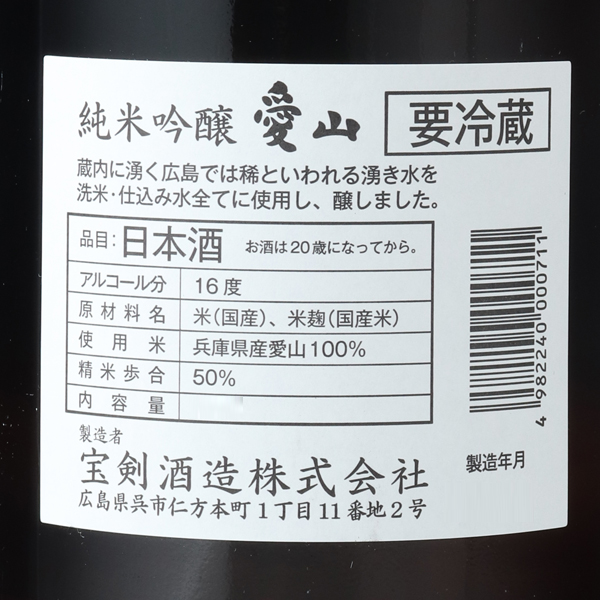 純米吟醸 愛山 要冷蔵
蔵内に湧く広島では稀といわれる湧き水を
洗米・仕込み水全てに使用し、醸しました。
品目:日本酒 お酒は20歳になってから。
アルコール分 16度
原材料名 米(国産)、米麹(国産米)
使用米 兵庫県産愛山100%
精米歩合 50%
内容量
4982240000711
製造年月
製造者
宝剣酒造株式会社
広島県呉市仁方本町1丁目11番地2号